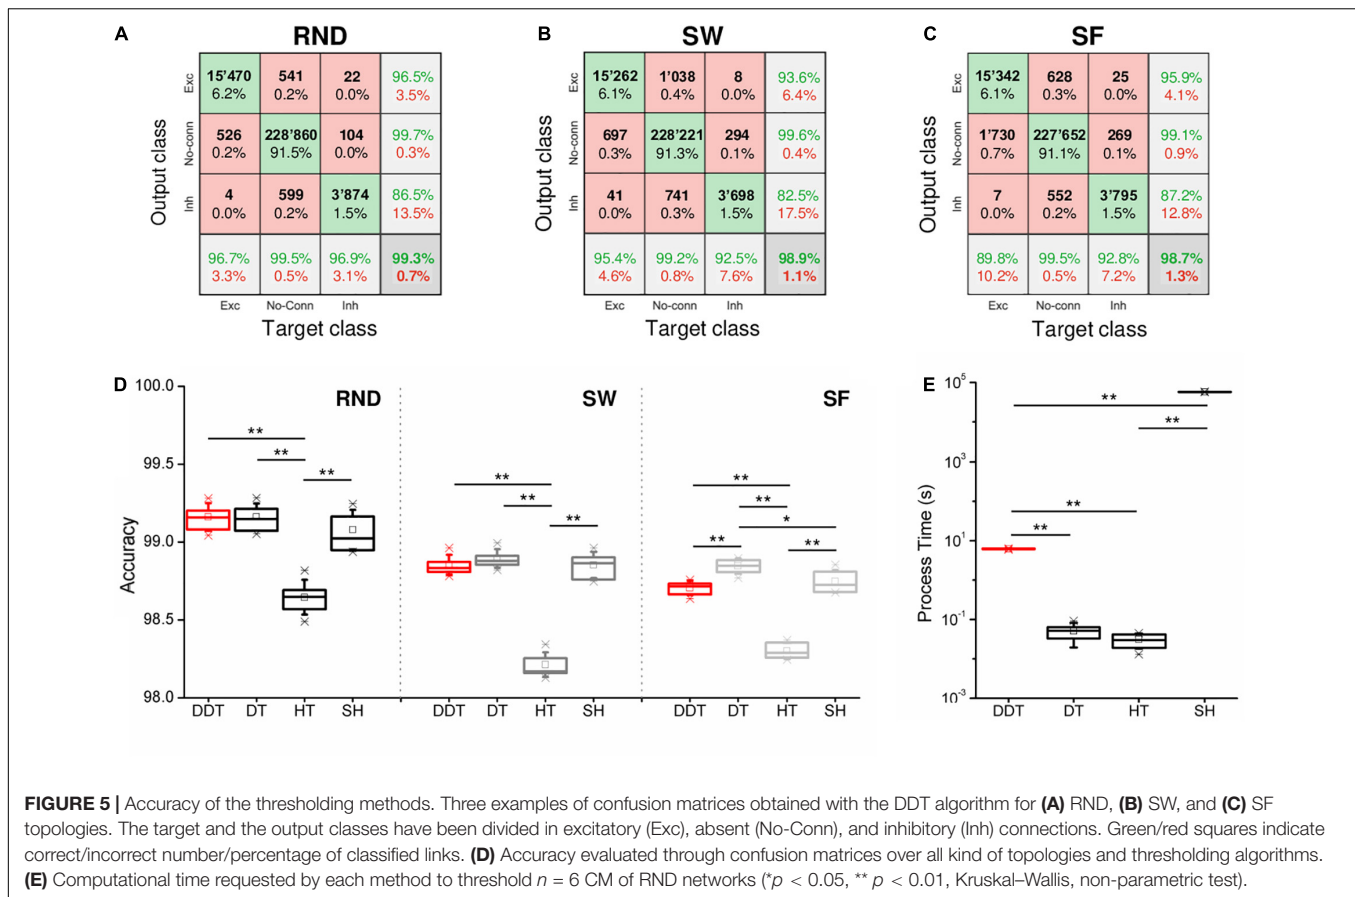 A RND
Exc 15'470 541 22 96.5%
6.2% 0.2% 0.0% 3.5%
No-conn 526 228'860 104 99.7%
0.2% 91.5% 0.0% 0.3%
Inh 4 599 3'874 86.5%
0.0% 0.2% 1.5% 13.5%
96.7% 99.5% 96.9% 99.3%
3.3% 0.5% 3.1% 0.7%
Output class
Exc No-Conn Inh
Target class
B SW
Exc 15'262 1'038 8 93.6%
6.1% 0.4% 0.0% 6.4%
No-conn 697 228'221 294 99.6%
0.3% 91.3% 0.1% 0.4%
Inh 41 741 3'698 82.5%
0.0% 0.3% 1.5% 17.5%
95.4% 99.2% 92.5% 98.9%
4.6% 0.8% 7.6% 1.1%
Output class
Exc No-conn Inh
Target class
C SF
Exc 15'342 628 25 95.9%
6.1% 0.3% 0.0% 4.1%
No-conn 1'730 227'652 269 99.1%
0.7% 91.1% 0.1% 0.9%
Inh 7 552 3'795 87.2%
0.0% 0.2% 1.5% 12.8%
89.8% 99.5% 92.8% 98.7%
10.2% 0.5% 7.2% 1.3%
Output class
Exc No-conn Inh
Target class
D
Accuracy
100.0
99.5
99.0
98.5
98.0
RND SW SF
** ** **
** ** **
** ** ** * ** **
DDT DT HT SH DDT DT HT SH DDT DT HT SH
E
Process Time (s)
10^5
10^3
10^1
10^-1
10^-3
**
**
**
**
DDT DT HT SH
FIGURE 5 | Accuracy of the thresholding methods. Three examples of confusion matrices obtained with the DDT algorithm for (A) RND, (B) SW, and (C) SF
topologies. The target and the output classes have been divided in excitatory (Exc), absent (No-Conn), and inhibitory (Inh) connections. Green/red squares indicate
correct/incorrect number/percentage of classified links. (D) Accuracy evaluated through confusion matrices over all kind of topologies and thresholding algorithms.
(E) Computational time requested by each method to threshold n = 6 CM of RND networks (*p < 0.05, ** p < 0.01, Kruskal–Wallis, non-parametric test).